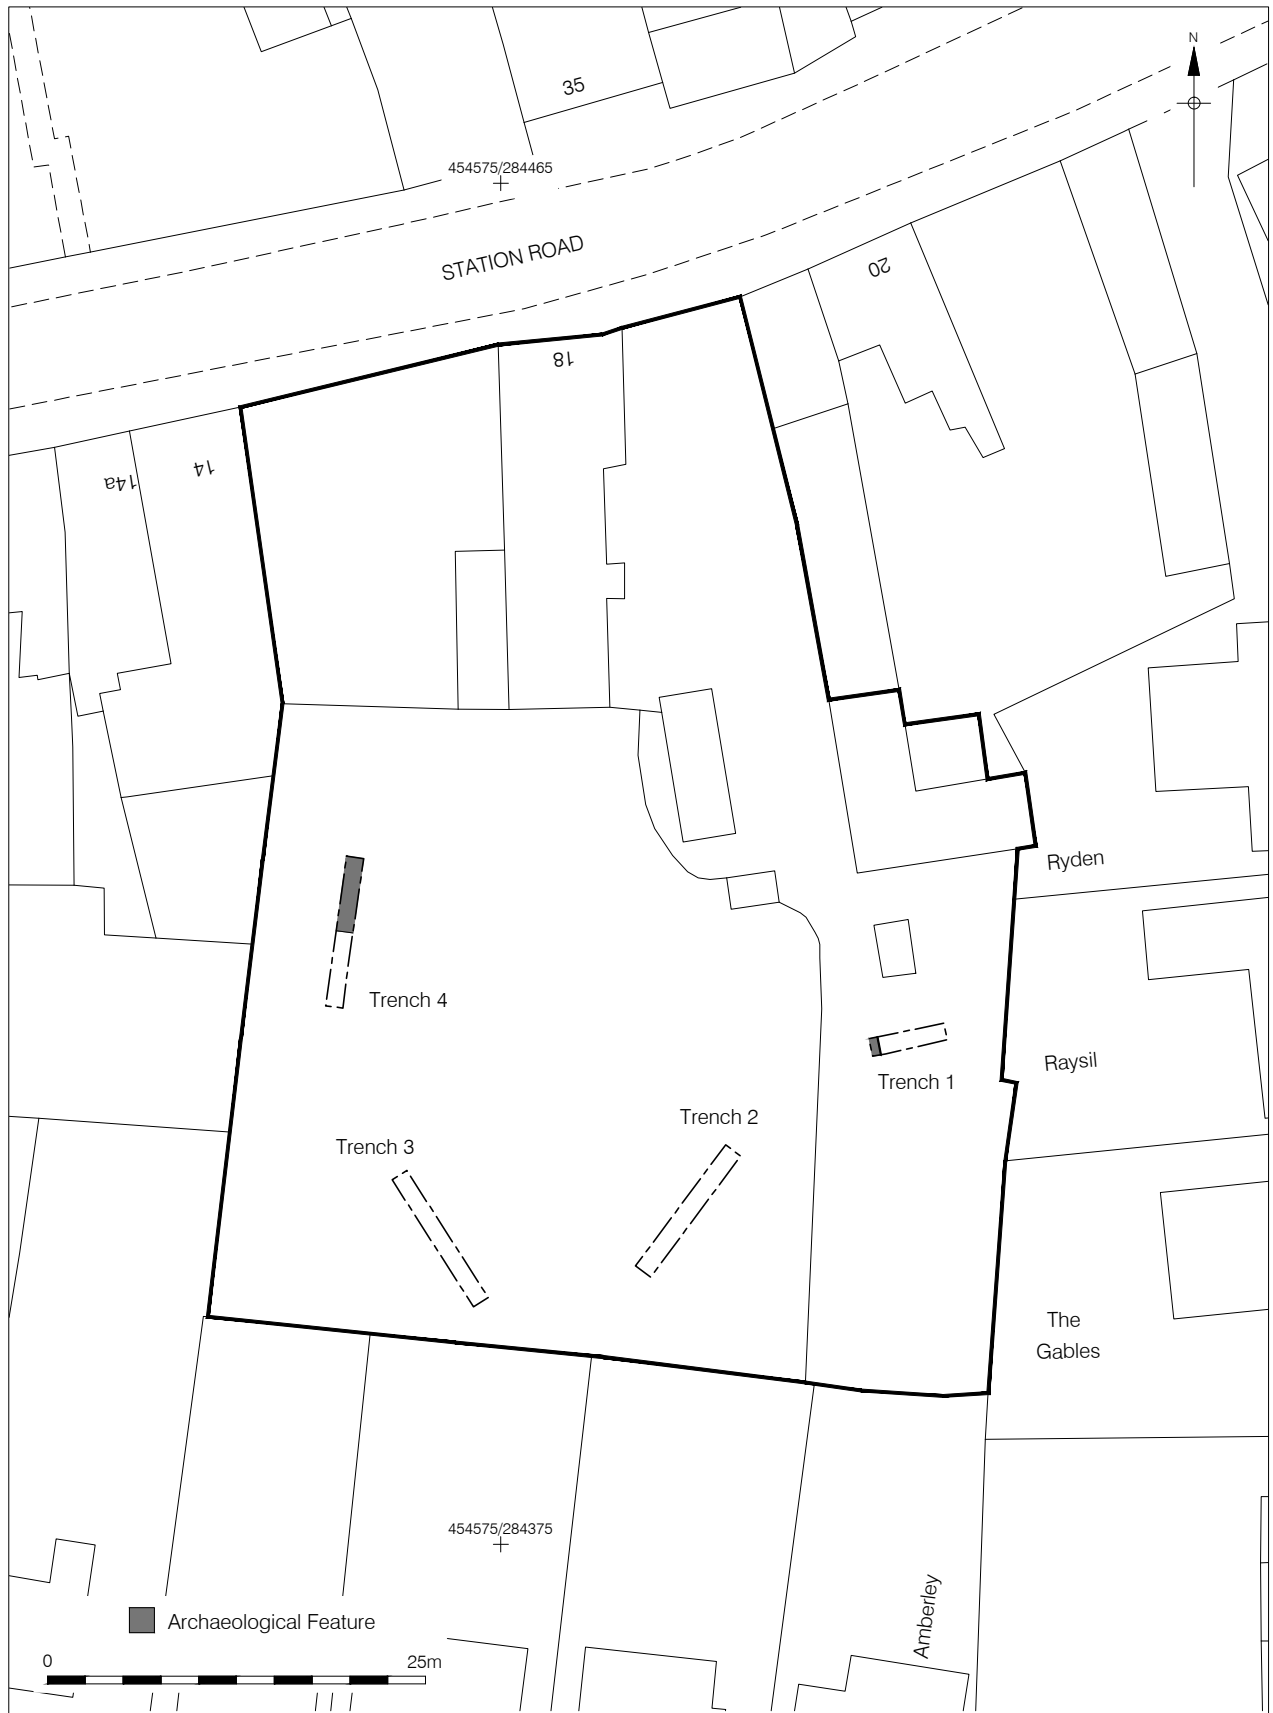 N
35
454575/284465
STATION ROAD
20
18
14
14a
Ryden
Trench 4
Raysil
Trench 1
Trench 2
Trench 3
The
Gables
454575/284375
Amberley
Archaeological Feature
0 25m